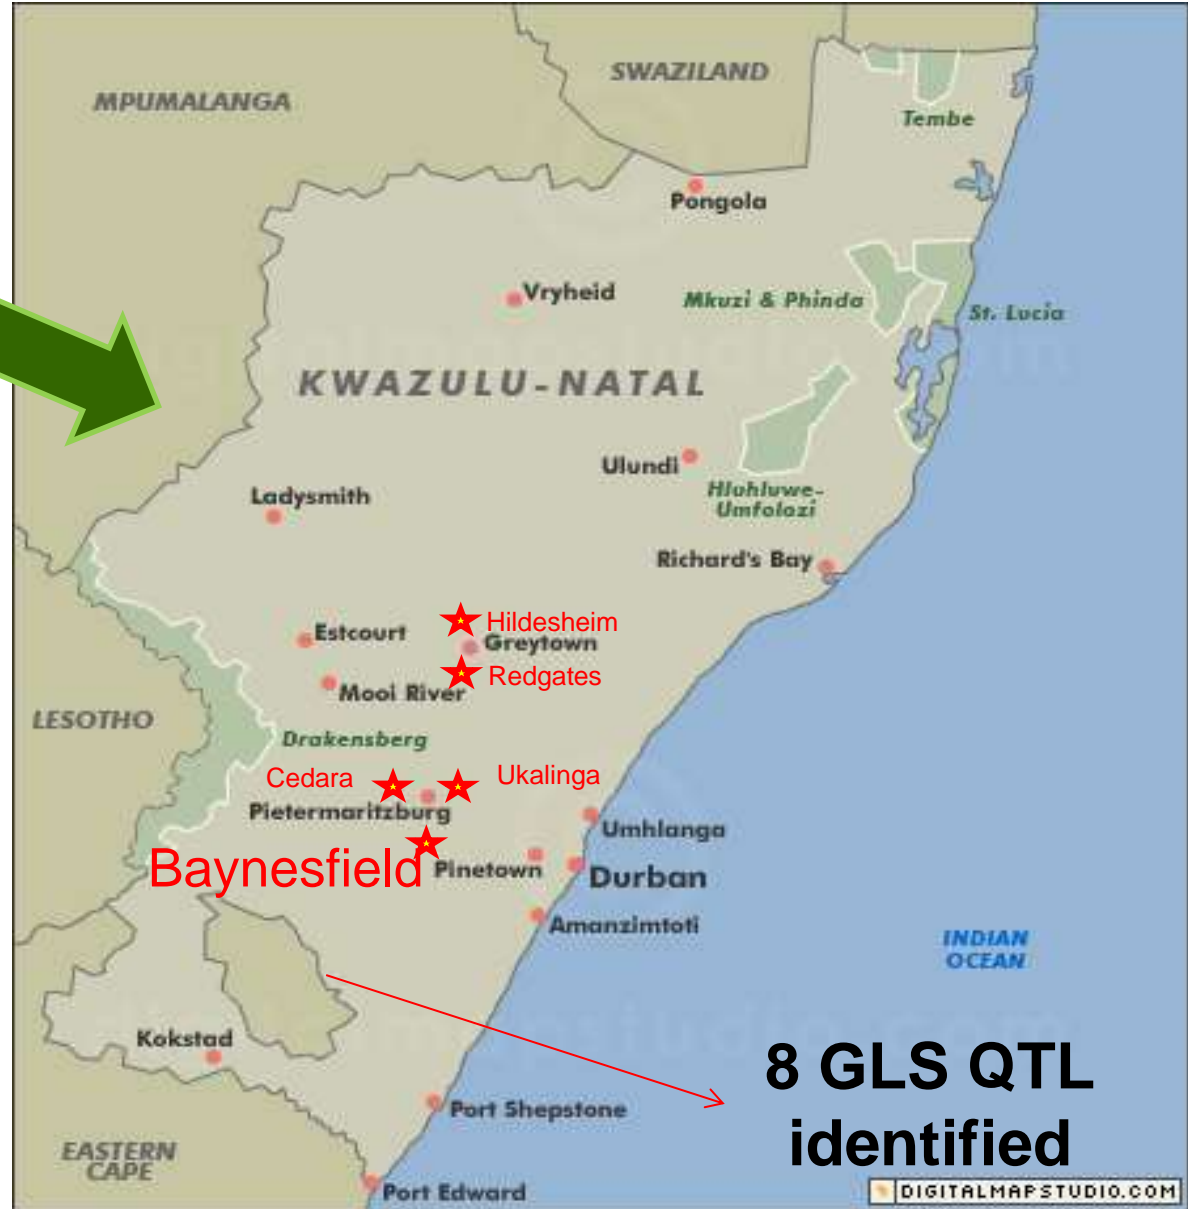 SWAZILAND
MPUMALANGA
Tembe
Pongola
Vryheid
Mkuzi & Phinda
St. Lucia
KWAZULU-NATAL
Ulundi
Ladysmith
Hluhluwe-
Umfolozi
Richard's Bay
Hildesheim
Estcourt
Greytown
Redgates
Mooi River
LESOTHO
Drakensberg
Cedara
Ukalinga
Pietermaritzburg
Umhlanga
Baynesfield
Pinetown
Durban
Amanzimtoti
INDIAN
OCEAN
Kokstad
8 GLS QTL
identified
Port Shepstone
EASTERN
CAPE
Port Edward
DIGITALMAPSTUDIO.COM